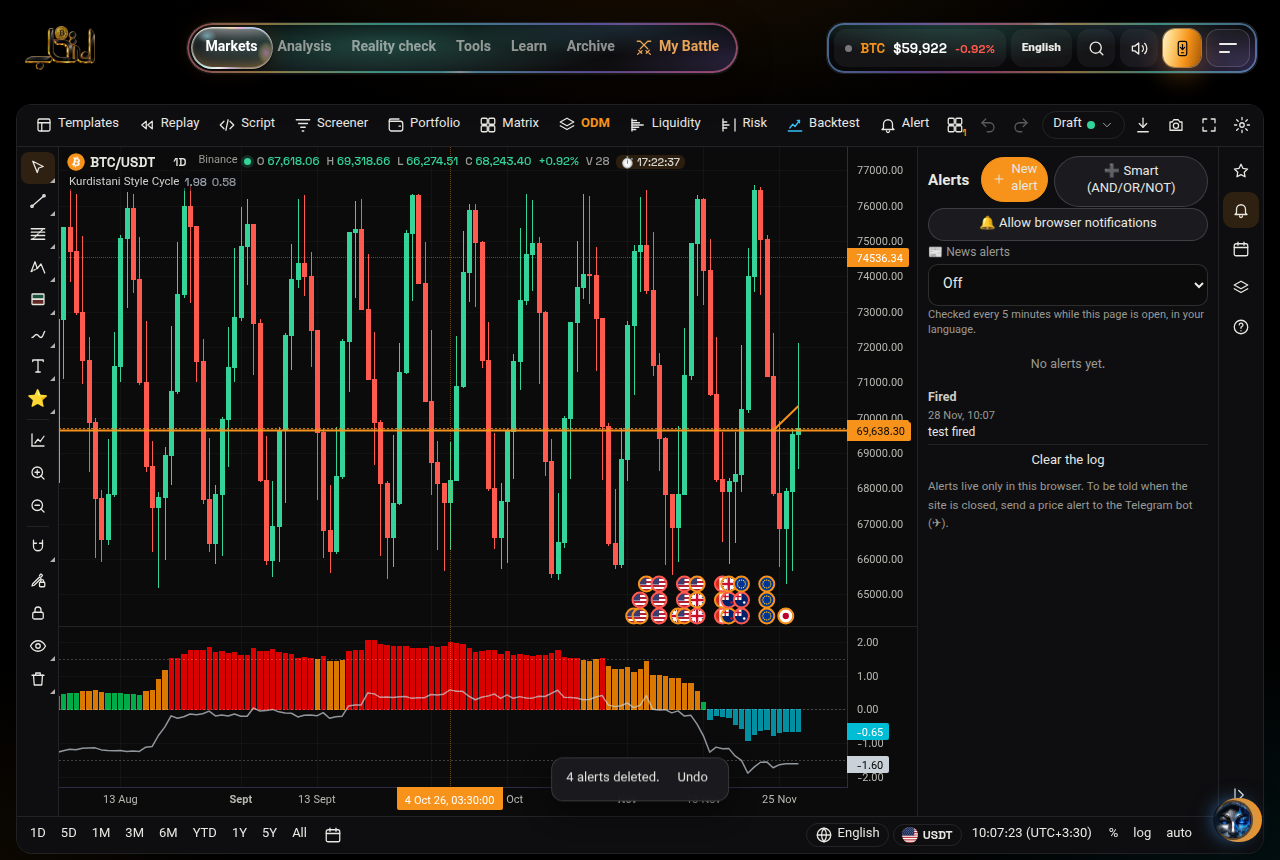 Markets Analysis Reality check Tools Learn Archive My Battle
BTC $59,922 -0.92% English
Templates Replay Script Screener Portfolio Matrix ODM Liquidity Risk Backtest Alert 1 Draft
BTC/USDT 1D Binance O 67,618.06 H 69,318.66 L 66,274.51 C 68,243.40 +0.92% V 28 17:22:37
Kurdistani Style Cycle 1.98 0.58
77000.00
76000.00
75000.00
74536.34
74000.00
73000.00
72000.00
71000.00
70000.00
69,638.30
69000.00
68000.00
67000.00
66000.00
65000.00
2.00
1.00
0.00
-0.65
-1.00
-1.60
-2.00
Alerts
+ New alert
➕ Smart (AND/OR/NOT)
🔔 Allow browser notifications
📰 News alerts
Off
Checked every 5 minutes while this page is open, in your
language.
No alerts yet.
Fired
28 Nov, 10:07
test fired
Clear the log
Alerts live only in this browser. To be told when the
site is closed, send a price alert to the Telegram bot
(✈).
4 alerts deleted. Undo
13 Aug Sept 13 Sept 4 Oct 26, 03:30:00 Oct Nov 25 Nov
1D 5D 1M 3M 6M YTD 1Y 5Y All
English USDT 10:07:23 (UTC+3:30) % log auto